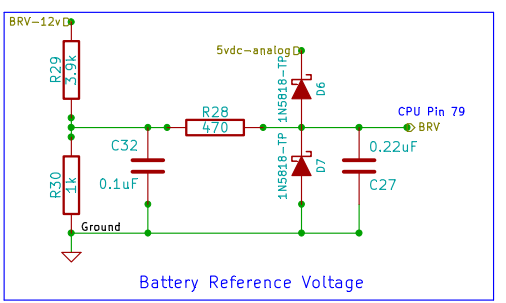 BRV-12v
5vdc-analog
R29
3.9k
1N5818-TP
D6
CPU Pin 79
R28
470
BRV
C32
0.1uF
1N5818-TP
D7
0.22uF
C27
R30
1k
Ground
Battery Reference Voltage